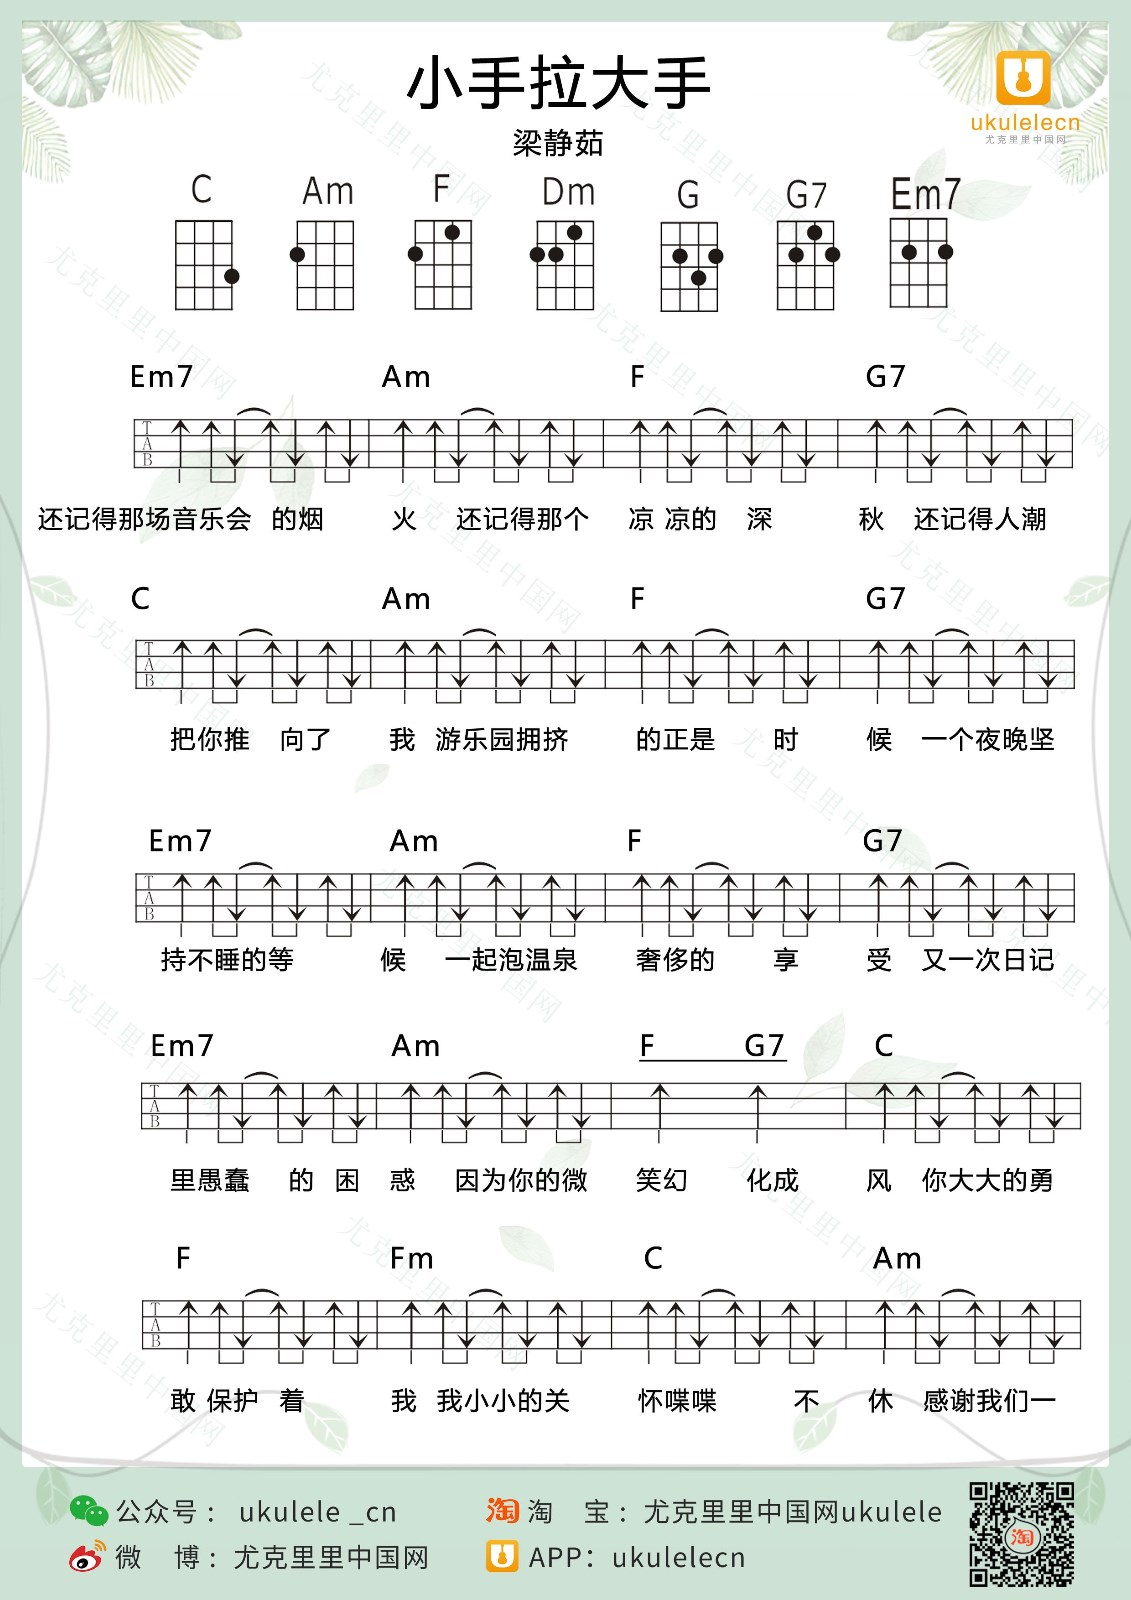 小手拉大手
ukulelecn
尤克里里中国网
梁静茹
C Am F Dm G G7 Em7
Em7 Am F G7
T
A
B
还记得那场音乐会 的烟 火 还记得那个 凉 凉的 深 秋 还记得人潮
C Am F G7
T
A
B
把你推 向了 我 游乐园拥挤 的正是 时 候 一个夜晚坚
Em7 Am F G7
T
A
B
持不睡的等 候 一起泡温泉 奢侈的 享 受 又一次日记
Em7 Am F G7 C
T
A
B
里愚蠢 的 困 惑 因为你的微 笑幻 化成 风 你大大的勇
F Fm C Am
T
A
B
敢 保护 着 我 我小小的关 怀喋喋 不 休 感谢我们一
公众号： ukulele _cn 淘 淘 宝：尤克里里中国网ukulele
微 博：尤克里里中国网 APP：ukulelecn
淘
尤克里里中国网